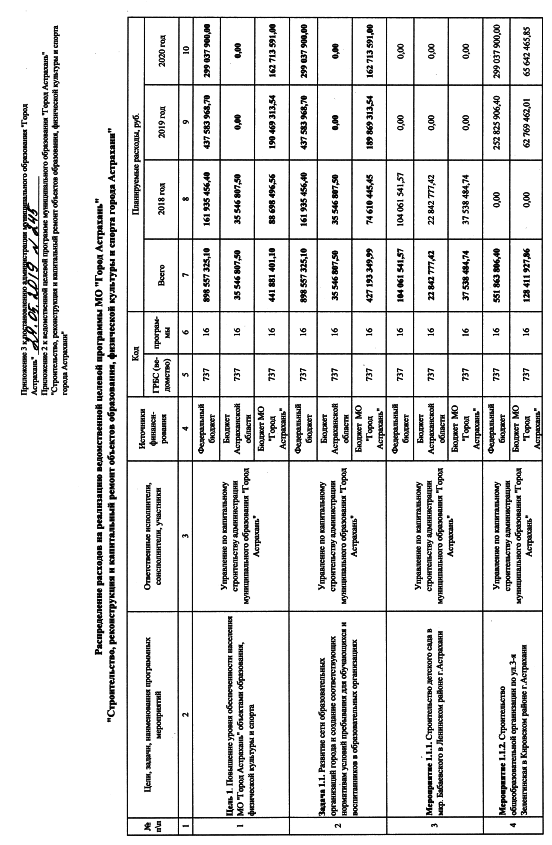 Приложение 3 к постановлению администрации муниципального образования "Город
Астрахань" 29.05.2019 № 245
Приложение 2 к ведомственной целевой программе муниципального образования "Город Астрахань"
"Строительство, реконструкция и капитальный ремонт объектов образования, физической культуры и спорта
города Астрахани"
Распределение расходов на реализацию ведомственной целевой программы МО "Город Астрахань"
"Строительство, реконструкция и капитальный ремонт объектов образования, физической культуры и спорта города Астрахани"
№ п\п | Цели, задачи, наименования программных мероприятий | Ответственные исполнители, соисполнители, участники | Источники финанси-рования | Код | Планируемые расходы, руб.
ГРБС (ве-домство) | програм-мы | Всего | 2018 год | 2019 год | 2020 год
1 | 2 | 3 | 4 | 5 | 6 | 7 | 8 | 9 | 10
1 | Цель 1. Повышение уровня обеспеченности населения МО "Город Астрахань" объектами образования, физической культуры и спорта | Управление по капитальному строительству администрации муниципального образования "Город Астрахань" | Федеральный бюджет | 737 | 16 | 898 557 325,10 | 161 935 456,40 | 437 583 968,70 | 299 037 900,00
Бюджет Астраханской области | 737 | 16 | 35 546 807,50 | 35 546 807,50 | 0,00 | 0,00
Бюджет МО "Город Астрахань" | 737 | 16 | 441 881 401,10 | 88 698 496,56 | 190 469 313,54 | 162 713 591,00
2 | Задача 1.1. Развитие сети образовательных организаций города и создание соответствующих нормативам условий пребывания для обучающихся и воспитанников в образовательных организациях | Управление по капитальному строительству администрации муниципального образования "Город Астрахань" | Федеральный бюджет | 737 | 16 | 898 557 325,10 | 161 935 456,40 | 437 583 968,70 | 299 037 900,00
Бюджет Астраханской области | 737 | 16 | 35 546 807,50 | 35 546 807,50 | 0,00 | 0,00
Бюджет МО "Город Астрахань" | 737 | 16 | 427 193 349,99 | 74 610 445,45 | 189 869 313,54 | 162 713 591,00
3 | Мероприятие 1.1.1. Строительство детского сада в мкр. Бабаевского в Ленинском районе г.Астрахани | Управление по капитальному строительству администрации муниципального образования "Город Астрахань" | Федеральный бюджет | 737 | 16 | 104 061 541,57 | 104 061 541,57 | 0,00 | 0,00
Бюджет Астраханской области | 737 | 16 | 22 842 777,42 | 22 842 777,42 | 0,00 | 0,00
Бюджет МО "Город Астрахань" | 737 | 16 | 37 538 484,74 | 37 538 484,74 | 0,00 | 0,00
4 | Мероприятие 1.1.2. Строительство общеобразовательной организации по ул.3-я Зеленгинская в Кировском районе г.Астрахани | Управление по капитальному строительству администрации муниципального образования "Город Астрахань" | Федеральный бюджет | 737 | 16 | 551 863 806,40 | 0,00 | 252 825 906,40 | 299 037 900,00
Бюджет МО "Город Астрахань" | 737 | 16 | 128 411 927,86 | 0,00 | 62 769 462,01 | 65 642 465,85